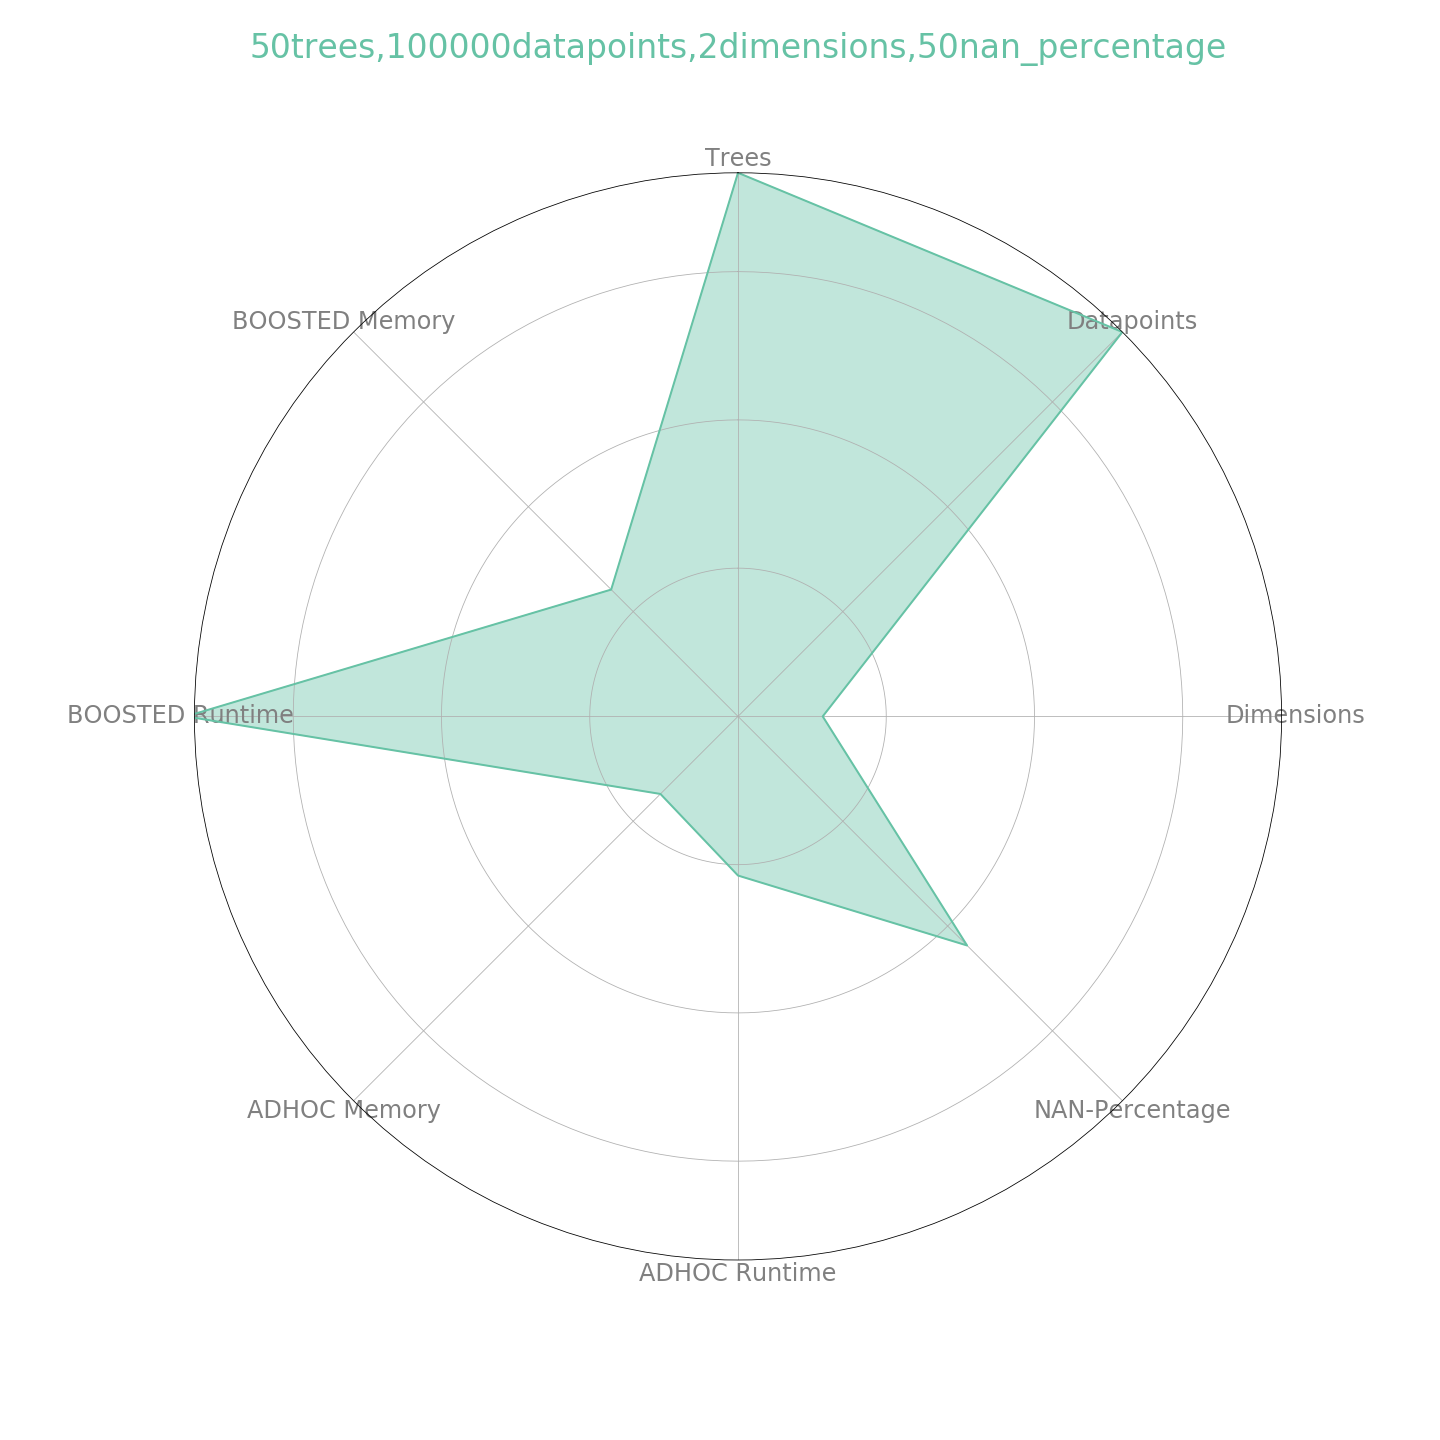 50trees,100000datapoints,2dimensions,50nan_percentage
Trees
BOOSTED Memory
Datapoints
BOOSTED Runtime
Dimensions
ADHOC Memory
NAN-Percentage
ADHOC Runtime